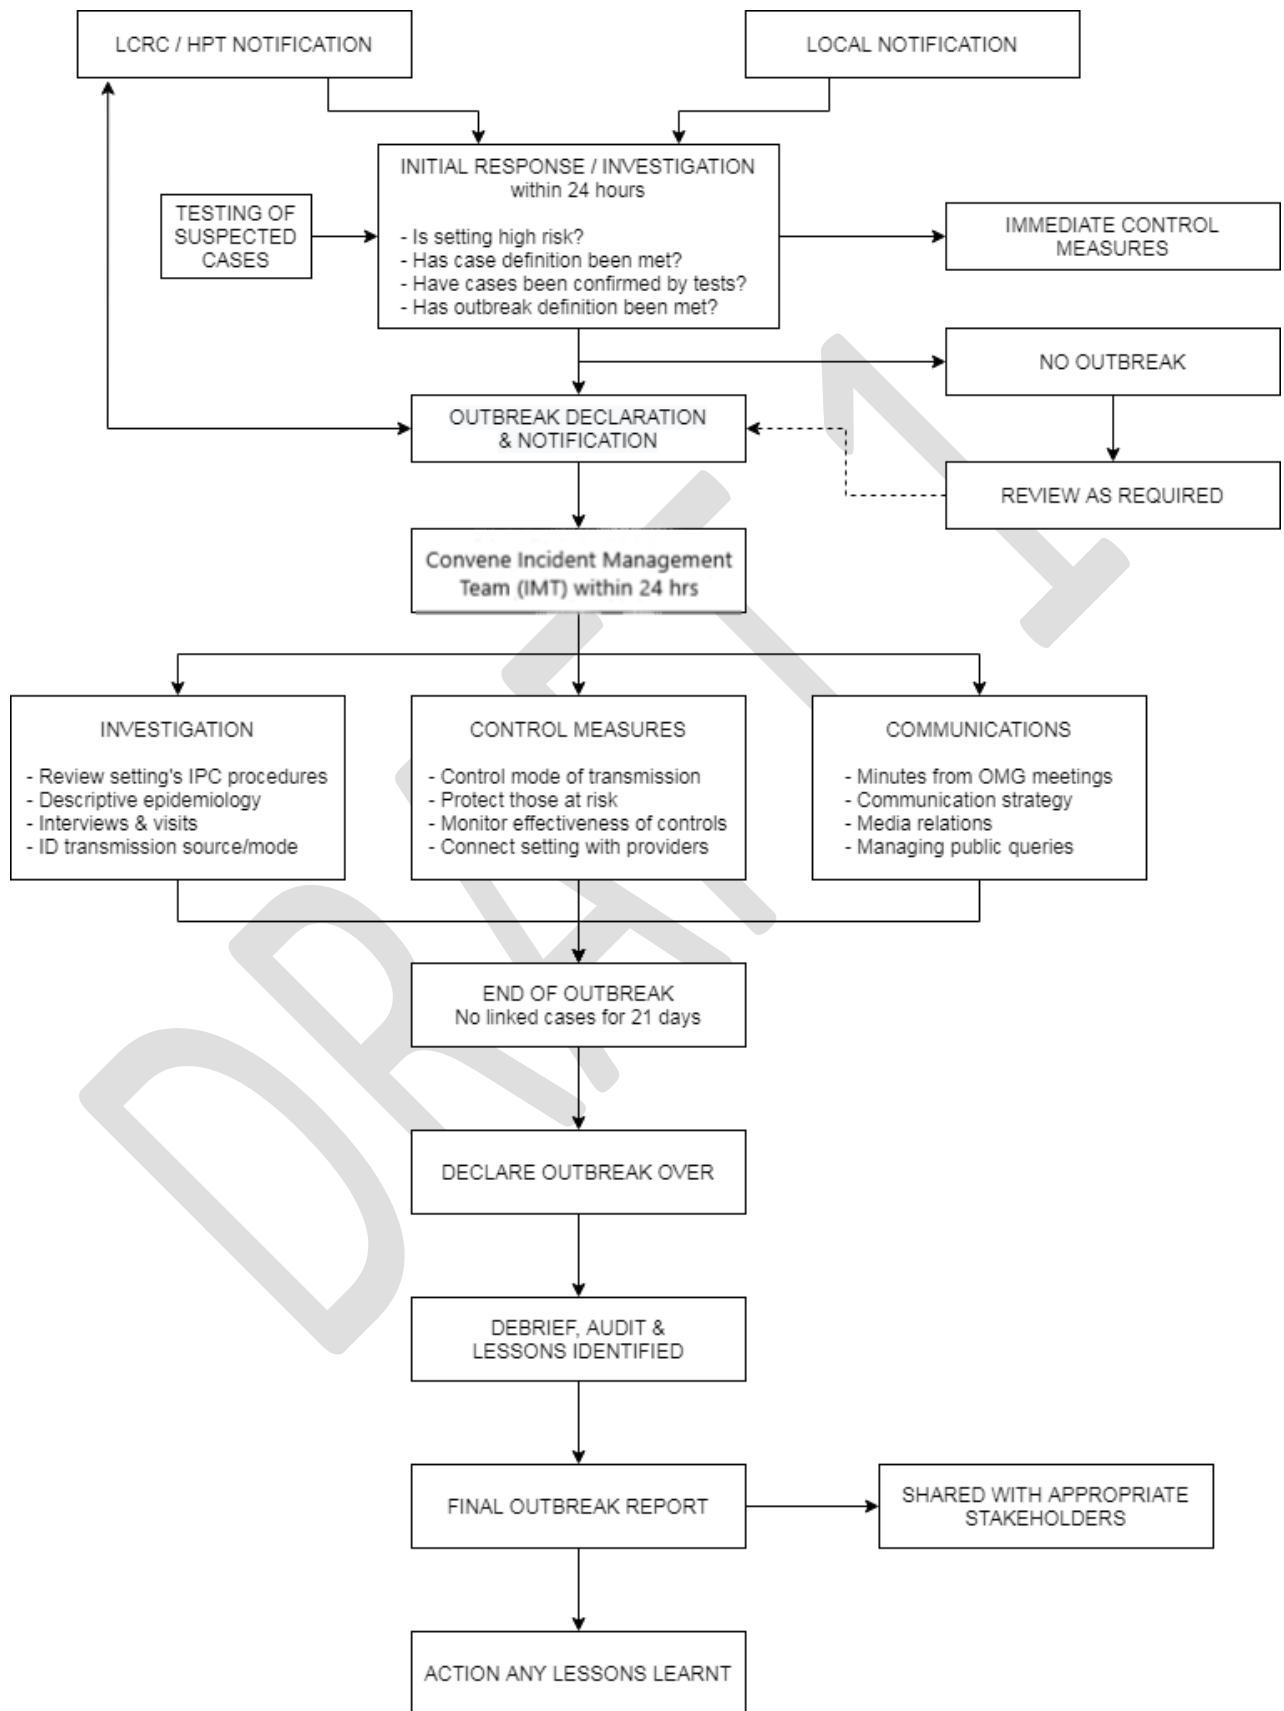 LCRC / HPT NOTIFICATION
LOCAL NOTIFICATION
INITIAL RESPONSE / INVESTIGATION
within 24 hours
- Is setting high risk?
- Has case definition been met?
- Have cases been confirmed by tests?
- Has outbreak definition been met?
TESTING OF
SUSPECTED
CASES
IMMEDIATE CONTROL
MEASURES
NO OUTBREAK
OUTBREAK DECLARATION
& NOTIFICATION
REVIEW AS REQUIRED
Convene Incident Management
Team (IMT) within 24 hrs
INVESTIGATION
- Review setting's IPC procedures
- Descriptive epidemiology
- Interviews & visits
- ID transmission source/mode
CONTROL MEASURES
- Control mode of transmission
- Protect those at risk
- Monitor effectiveness of controls
- Connect setting with providers
COMMUNICATIONS
- Minutes from OMG meetings
- Communication strategy
- Media relations
- Managing public queries
END OF OUTBREAK
No linked cases for 21 days
DECLARE OUTBREAK OVER
DEBRIEF, AUDIT &
LESSONS IDENTIFIED
FINAL OUTBREAK REPORT
SHARED WITH APPROPRIATE
STAKEHOLDERS
ACTION ANY LESSONS LEARNT
DRAFT 1